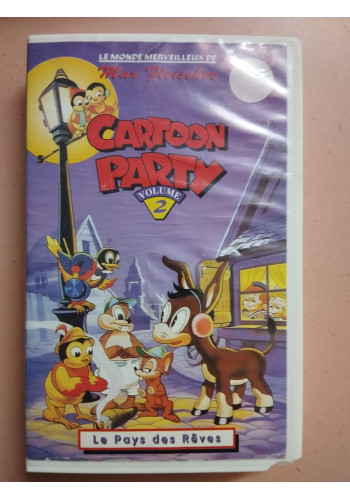 LE MONDE MERVEILLEUX DE
Max Fleischer
CARTOON
PARTY
VOLUME
2
Le Pays des Rêves